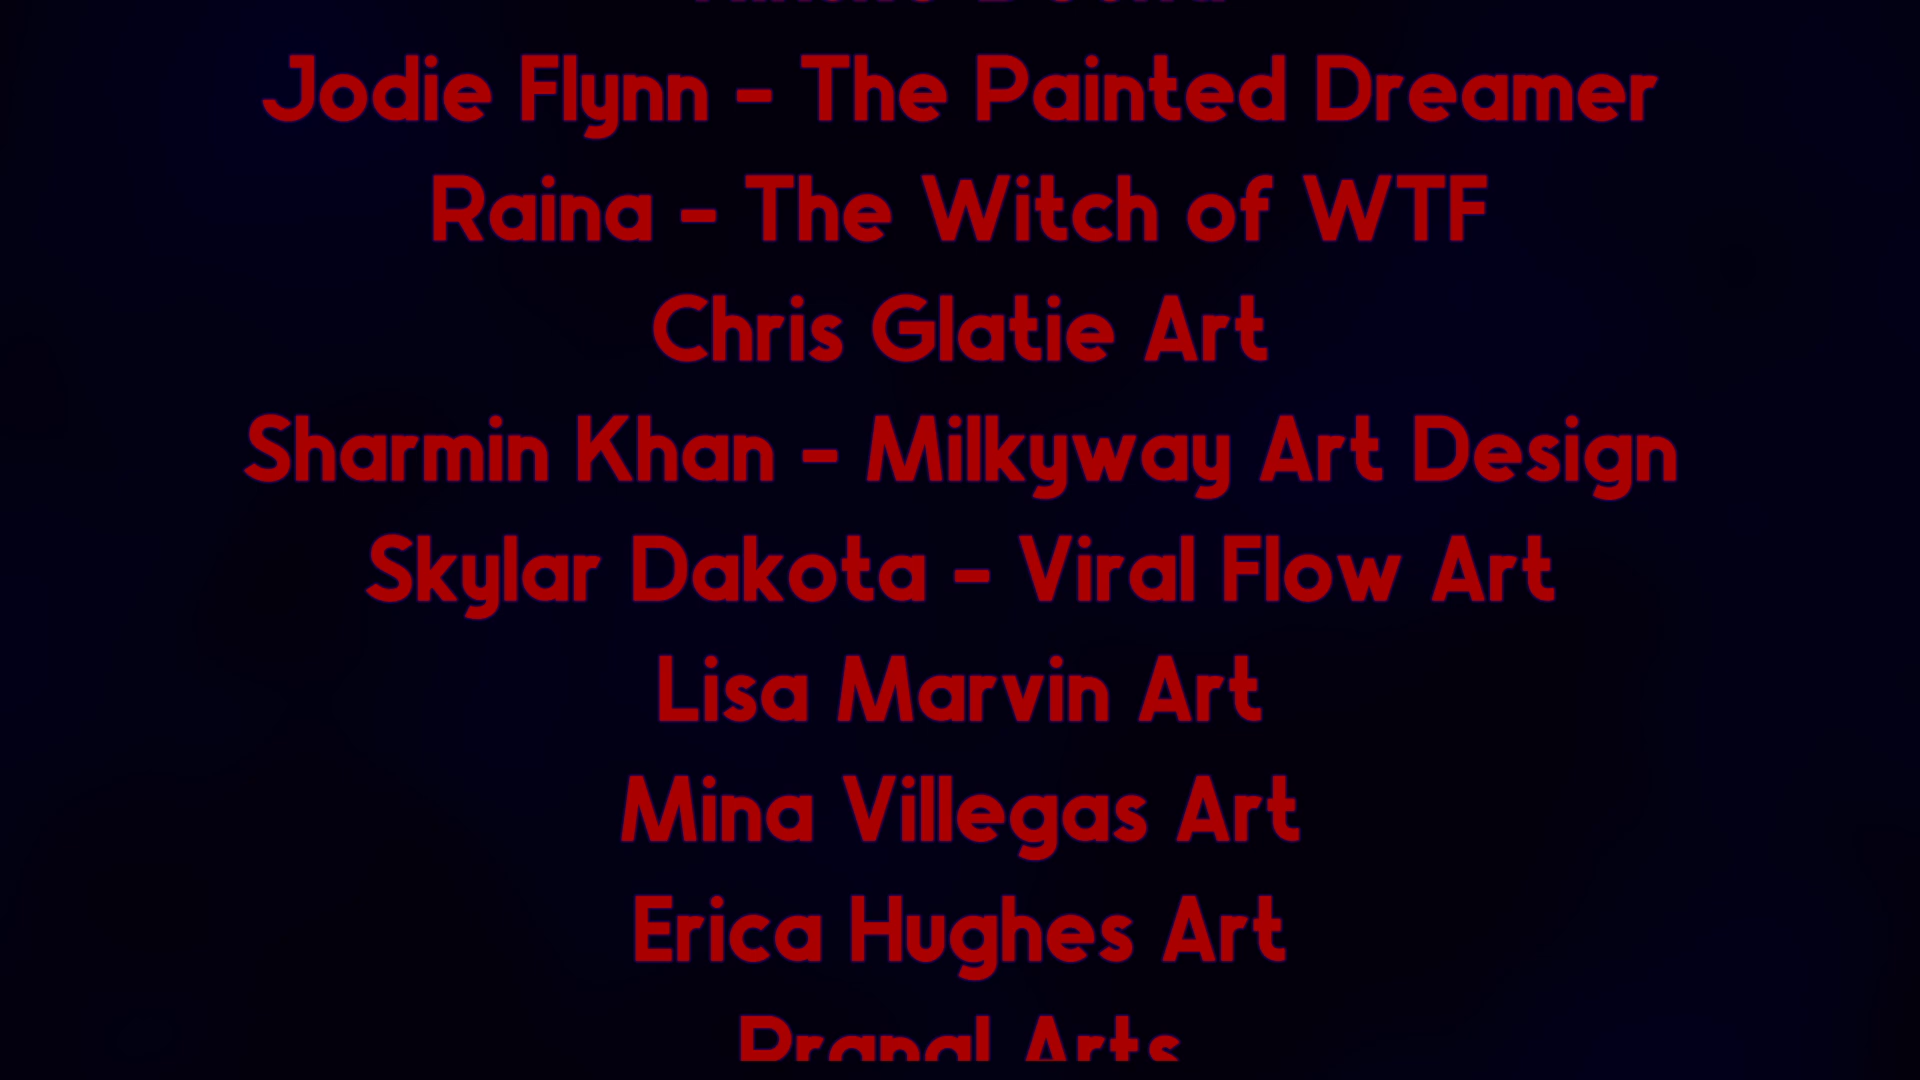 Jodie Flynn - The Painted Dreamer
Raina - The Witch of WTF
Chris Glatie Art
Sharmin Khan - Milkyway Art Design
Skylar Dakota - Viral Flow Art
Lisa Marvin Art
Mina Villegas Art
Erica Hughes Art
Arts